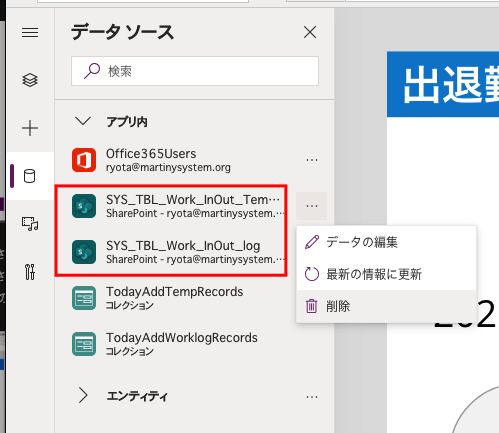 データ ソース
検索
アプリ内
Office365Users
ryota@martinysystem.org
SYS_TBL_Work_InOut_Tem…
SharePoint - ryota@martinysystem.…
SYS_TBL_Work_InOut_log
SharePoint - ryota@martinysystem.…
データの編集
最新の情報に更新
削除
TodayAddTempRecords
コレクション
TodayAddWorklogRecords
コレクション
エンティティ
出退勤
202